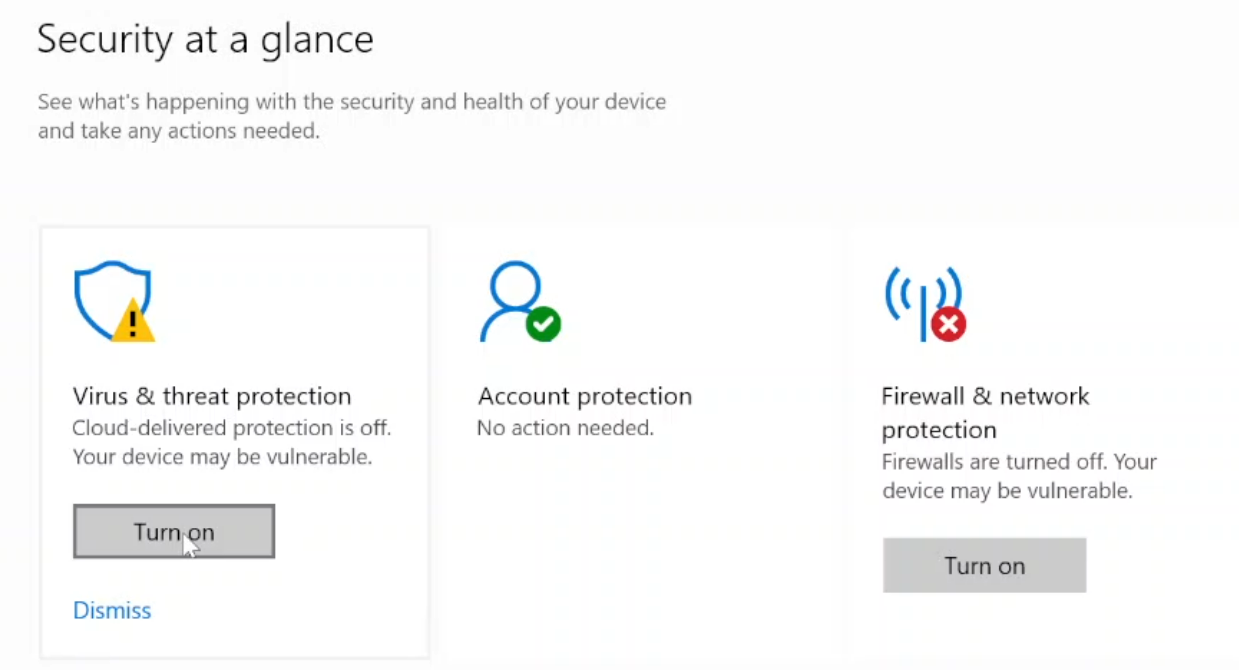 Security at a glance
See what's happening with the security and health of your device
and take any actions needed.
Virus & threat protection
Cloud-delivered protection is off.
Your device may be vulnerable.
Turn on
Dismiss
Account protection
No action needed.
Firewall & network
protection
Firewalls are turned off. Your
device may be vulnerable.
Turn on